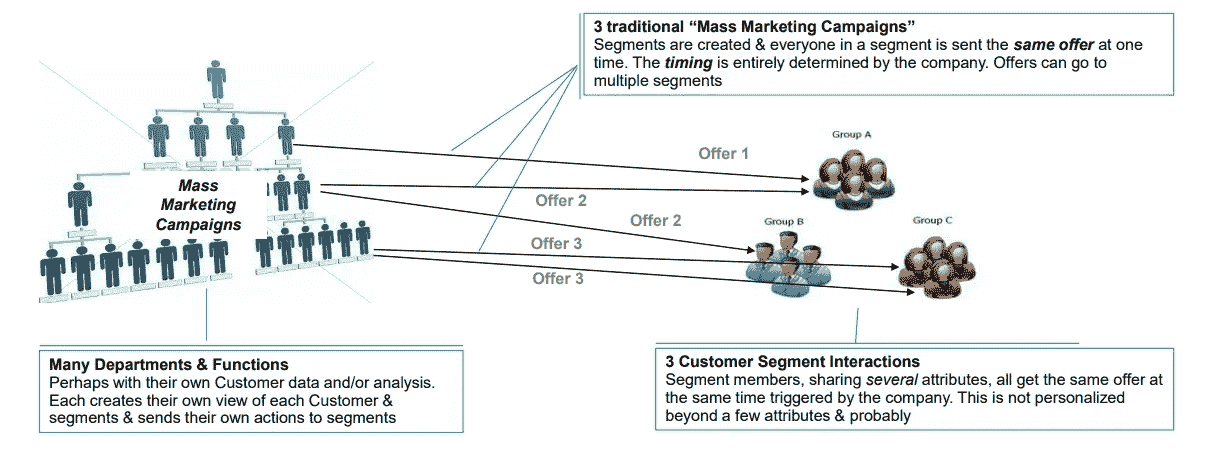 3 traditional “Mass Marketing Campaigns”
Segments are created & everyone in a segment is sent the same offer at one
time. The timing is entirely determined by the company. Offers can go to
multiple segments
Group A
Offer 1
Mass
Marketing
Campaigns
Offer 2
Offer 2
Group B
Group C
Offer 3
Offer 3
Many Departments & Functions
Perhaps with their own Customer data and/or analysis.
Each creates their own view of each Customer &
segments & sends their own actions to segments
3 Customer Segment Interactions
Segment members, sharing several attributes, all get the same offer at
the same time triggered by the company. This is not personalized
beyond a few attributes & probably